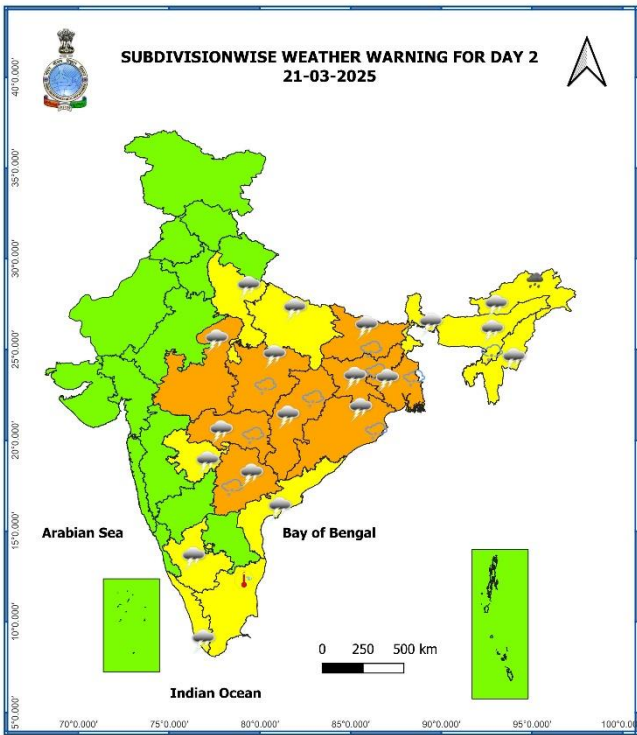 SUBDIVISIONWISE WEATHER WARNING FOR DAY 2
21-03-2025
40°0.000'
35°0.000'
30°0.000'
25°0.000'
20°0.000'
15°0.000'
10°0.000'
5°0.000'
Arabian Sea
Bay of Bengal
0 250 500 km
Indian Ocean
70°0.000' 75°0.000' 80°0.000' 85°0.000' 90°0.000' 95°0.000' 100°0.0